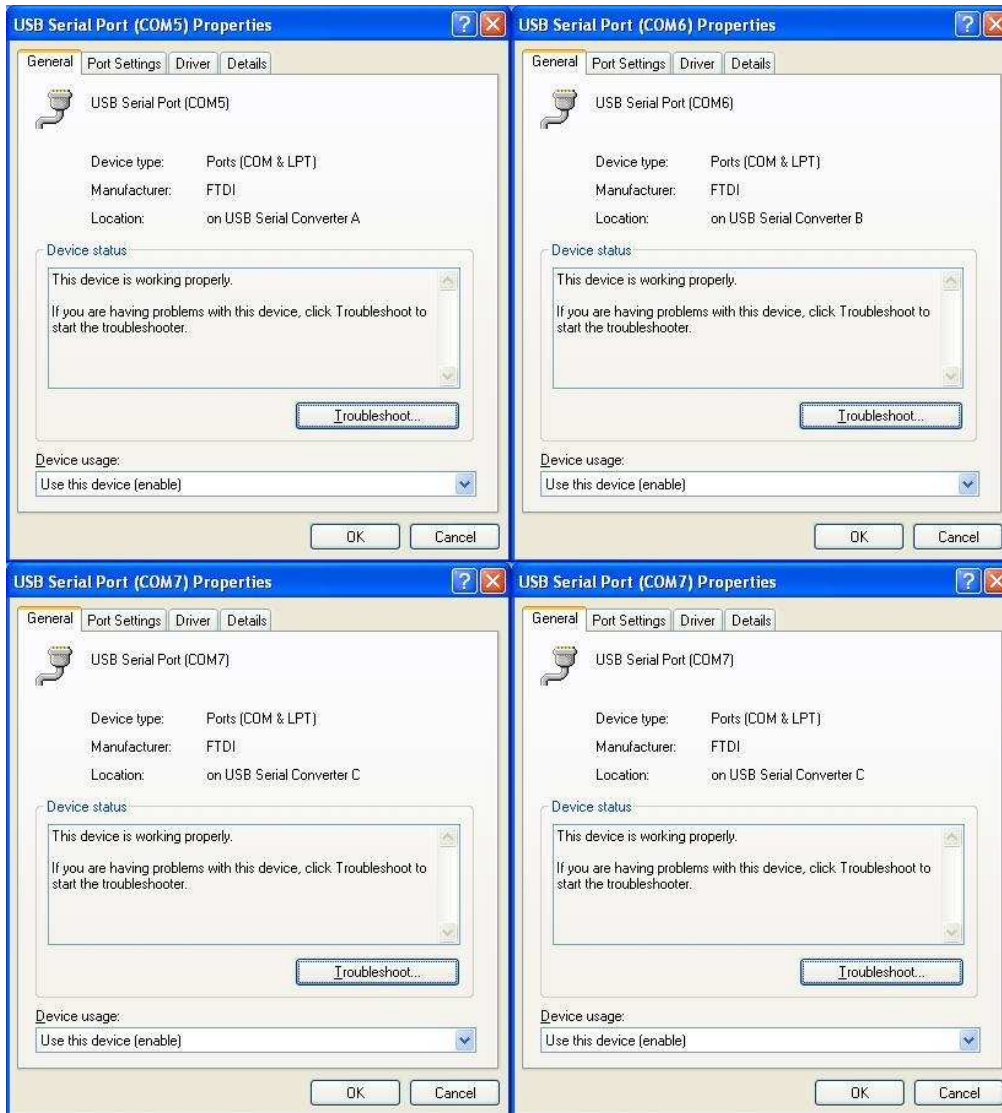 USB Serial Port (COM5) Properties
General Port Settings Driver Details
USB Serial Port (COM5)
Device type: Ports (COM & LPT)
Manufacturer: FTDI
Location: on USB Serial Converter A
Device status
This device is working properly.
If you are having problems with this device, click Troubleshoot to
start the troubleshooter.
Troubleshoot...
Device usage:
Use this device (enable)
OK Cancel
USB Serial Port (COM6) Properties
General Port Settings Driver Details
USB Serial Port (COM6)
Device type: Ports (COM & LPT)
Manufacturer: FTDI
Location: on USB Serial Converter B
Device status
This device is working properly.
If you are having problems with this device, click Troubleshoot to
start the troubleshooter.
Troubleshoot...
Device usage:
Use this device (enable)
OK Cancel
USB Serial Port (COM7) Properties
General Port Settings Driver Details
USB Serial Port (COM7)
Device type: Ports (COM & LPT)
Manufacturer: FTDI
Location: on USB Serial Converter C
Device status
This device is working properly.
If you are having problems with this device, click Troubleshoot to
start the troubleshooter.
Troubleshoot...
Device usage:
Use this device (enable)
OK Cancel
USB Serial Port (COM7) Properties
General Port Settings Driver Details
USB Serial Port (COM7)
Device type: Ports (COM & LPT)
Manufacturer: FTDI
Location: on USB Serial Converter C
Device status
This device is working properly.
If you are having problems with this device, click Troubleshoot to
start the troubleshooter.
Troubleshoot...
Device usage:
Use this device (enable)
OK Cancel